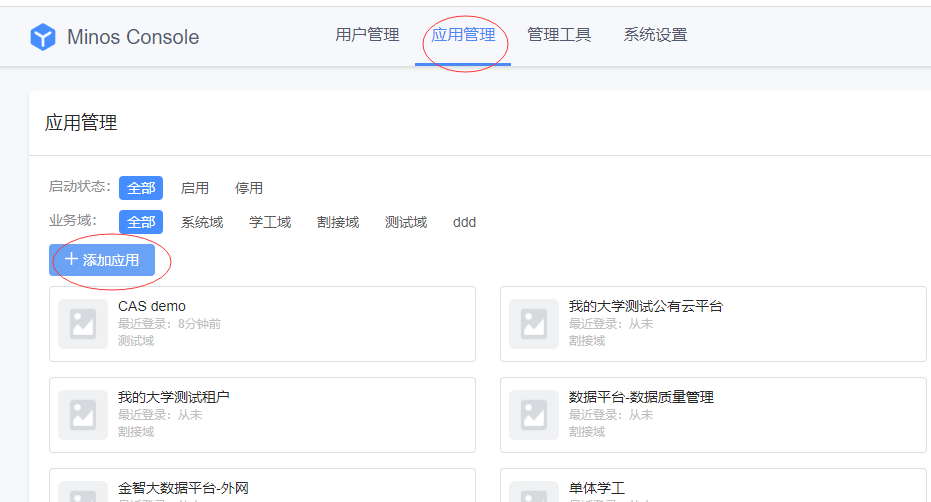 Minos Console 用户管理 应用管理 管理工具 系统设置
应用管理
启动状态： 全部 启用 停用
业务域： 全部 系统域 学工域 割接域 测试域 ddd
添加应用
CAS demo
最近登录：8分钟前
测试域
我的大学测试公有云平台
最近登录：从未
割接域
我的大学测试租户
最近登录：从未
割接域
数据平台-数据质量管理
最近登录：从未
割接域
金智大数据平台-外网
单体学工